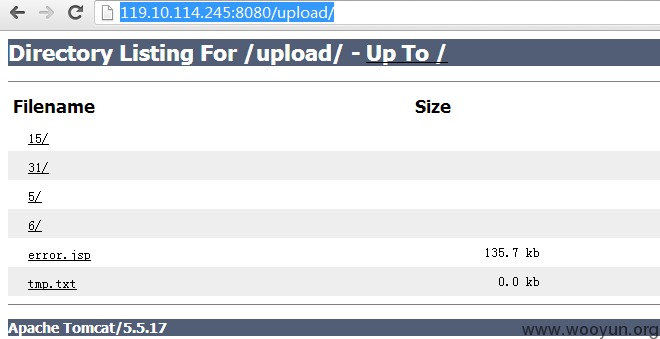 119.10.114.245:8080/upload/
Directory Listing For /upload/ - Up To /
Filename Size
15/
31/
5/
6/
error.jsp 135.7 kb
tmp.txt 0.0 kb
Apache Tomcat/5.5.17
www.wooyun.org